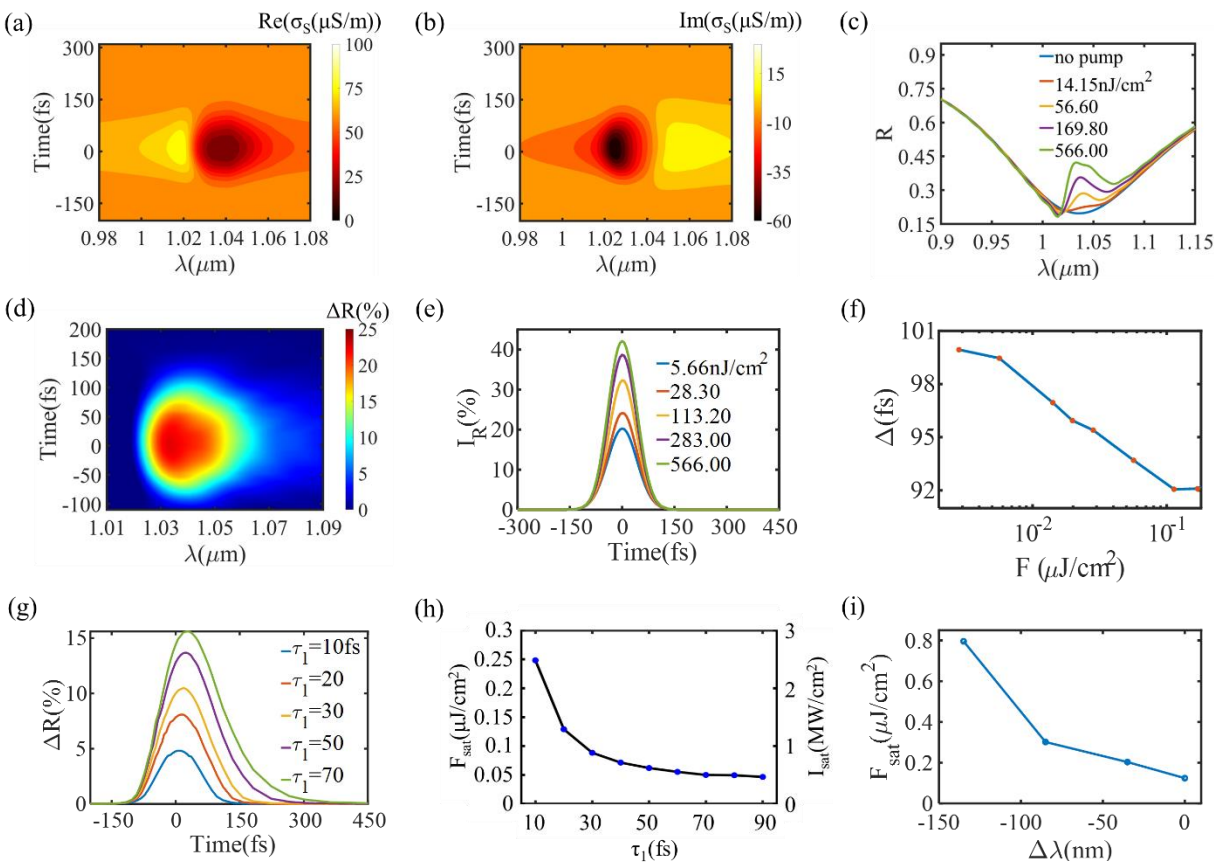 (a)
Re(σS(μS/m)
Time(fs)
300
150
0
-150
0.98 1 1.02 1.04 1.06 1.08
λ(μm)
100
75
50
25
0
(b)
Im(σS(μS/m)
Time(fs)
300
150
0
-150
0.98 1 1.02 1.04 1.06 1.08
λ(μm)
15
-10
-35
-60
(c)
R
0.9
0.75
0.6
0.45
0.3
0.15
0.9 0.95 1 1.05 1.1 1.15
λ(μm)
no pump
14.15nJ/cm²
56.60
169.80
566.00
(d)
ΔR(%)
Time(fs)
200
150
100
50
0
-50
-100
1.01 1.03 1.05 1.07 1.09
λ(μm)
25
20
15
10
5
0
(e)
I_R(%)
40
30
20
10
0
-300 -150 0 150 300 450
Time(fs)
5.66nJ/cm²
28.30
113.20
283.00
566.00
(f)
Δ(fs)
101
98
95
92
10⁻² 10⁻¹
F (μJ/cm²)
(g)
ΔR(%)
15
10
5
0
-150 0 150 300 450
Time(fs)
τ₁=10fs
τ₁=20
τ₁=30
τ₁=50
τ₁=70
(h)
F_sat(μJ/cm²)
0.3
0.25
0.2
0.15
0.1
0.05
0
10 30 50 70 90
τ₁(fs)
3
2
1
0
I_sat(MW/cm²)
(i)
F_sat(μJ/cm²)
0.8
0.6
0.4
0.2
0
-150 -100 -50 0
Δλ(nm)